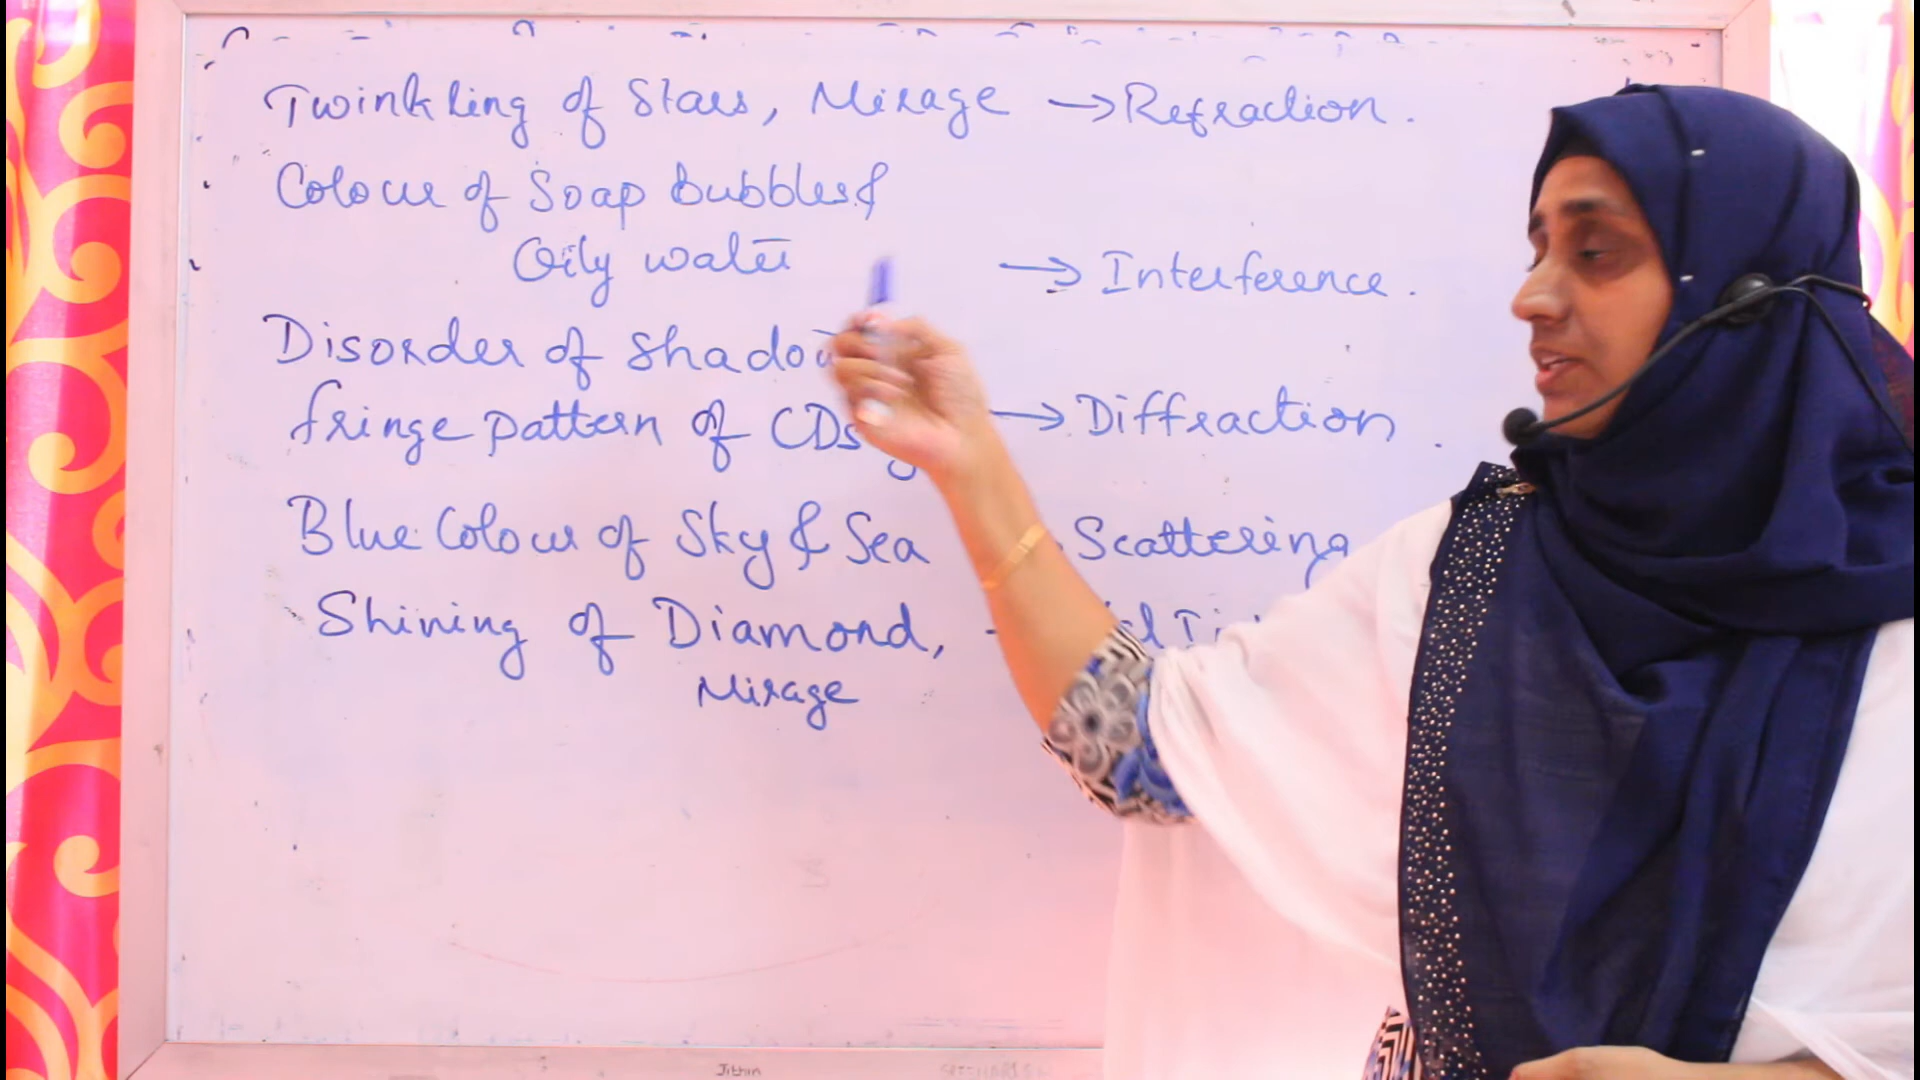 Twinkling of Stars, Mirage → Refraction.
Colour of Soap bubbles &
Oily water → Interference.
Disorder of shadow
fringe pattern of CDs → Diffraction.
Blue Colour of Sky & Sea Scattering
Shining of Diamond,
Mirage
Jithin